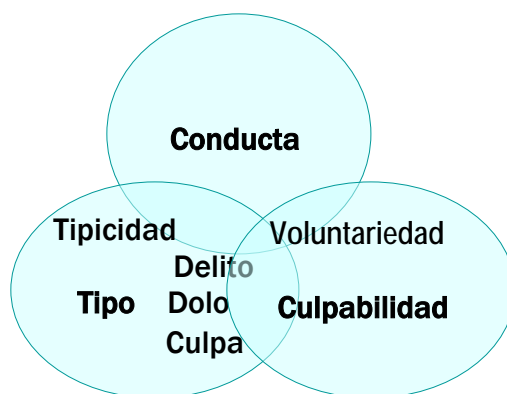 Conducta
Tipicidad
Voluntariedad
Delito
Tipo
Dolo
Culpabilidad
Culpa